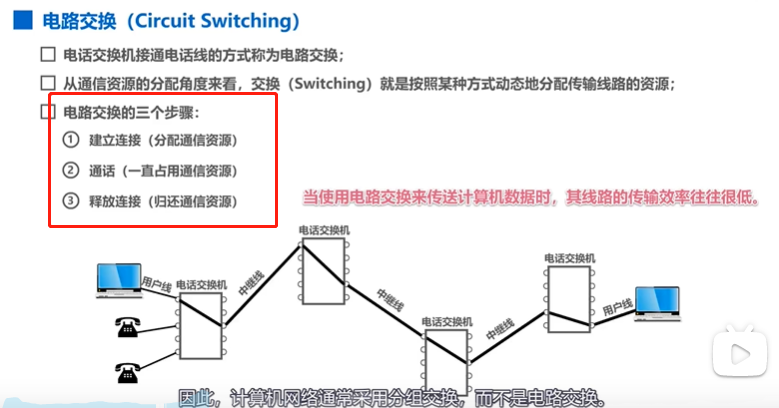 电路交换（Circuit Switching）
电话交换机接通电话线的方式称为电路交换；
从通信资源的分配角度来看，交换（Switching）就是按照某种方式动态地分配传输线路的资源；
电路交换的三个步骤：
① 建立连接（分配通信资源）
② 通话（一直占用通信资源）
③ 释放连接（归还通信资源）
当使用电路交换来传送计算机数据时，其线路的传输效率往往很低。
电话交换机
用户线
电话交换机
中继线
中继线
电话交换机
中继线
电话交换机
用户线
因此，计算机网络通常采用分组交换，而不是电路交换。